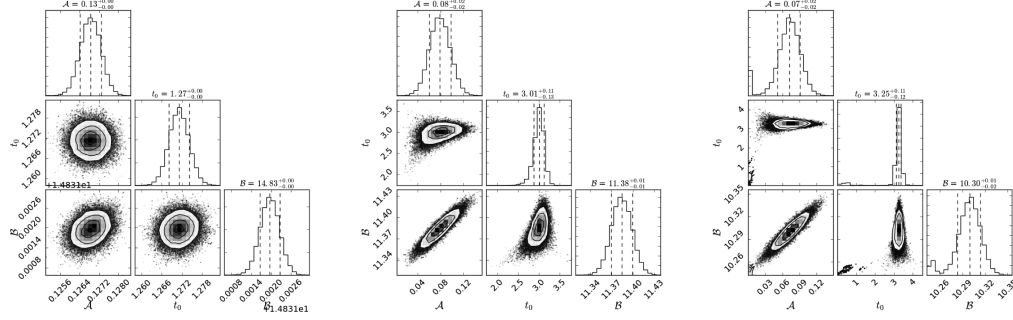 𝒜 = 0.13 +0.00 −0.00
t₀ = 1.27 +0.00 −0.00
ℬ = 14.83 +0.00 −0.00
t₀
1.278
1.272
1.266
1.260
+1.4831e1
ℬ
0.0026
0.0020
0.0014
0.0008
0.1256 0.1264 0.1272 0.1280
𝒜
1.260 1.266 1.272 1.278
t₀
0.0008 0.0014 0.0020 0.0026
ℬ
+1.4831e1
𝒜 = 0.08 +0.02 −0.02
t₀ = 3.01 +0.11 −0.13
ℬ = 11.38 +0.01 −0.01
t₀
3.5
3.0
2.5
2.0
ℬ
11.43
11.40
11.37
11.34
0.04 0.08 0.12
𝒜
2.0 2.5 3.0 3.5
t₀
11.34 11.37 11.40 11.43
ℬ
𝒜 = 0.07 +0.02 −0.02
t₀ = 3.25 +0.11 −0.12
ℬ = 10.30 +0.01 −0.02
t₀
4
3
2
1
ℬ
10.35
10.32
10.29
10.26
0.03 0.06 0.09 0.12
𝒜
1 2 3 4
t₀
10.26 10.29 10.32 10.35
ℬ